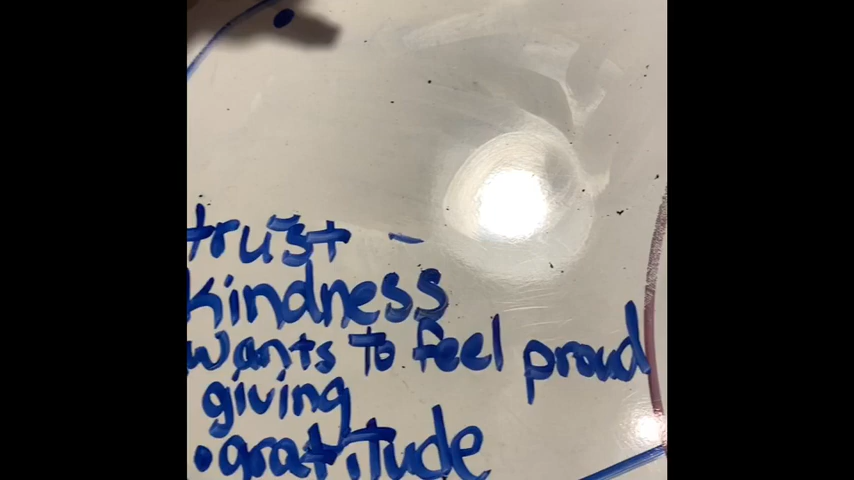 trust -
kindness
wants to feel proud
giving
• gratitude